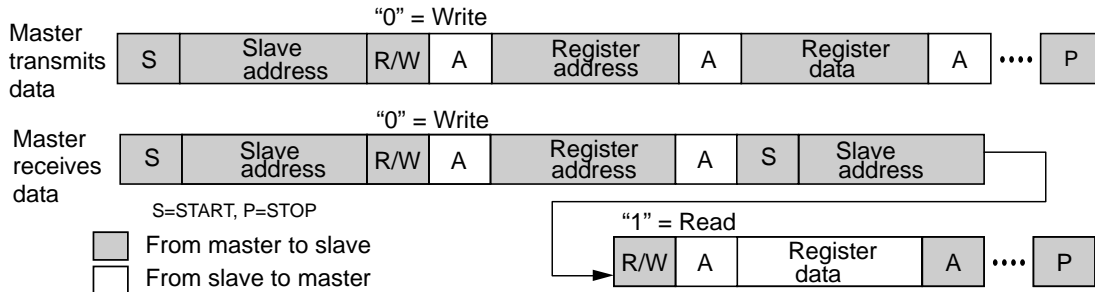 “0” = Write
Master transmits data
S Slave address R/W A Register address A Register data A •••• P
“0” = Write
Master receives data
S Slave address R/W A Register address A S Slave address
S=START, P=STOP
“1” = Read
From master to slave
R/W A Register data A •••• P
From slave to master